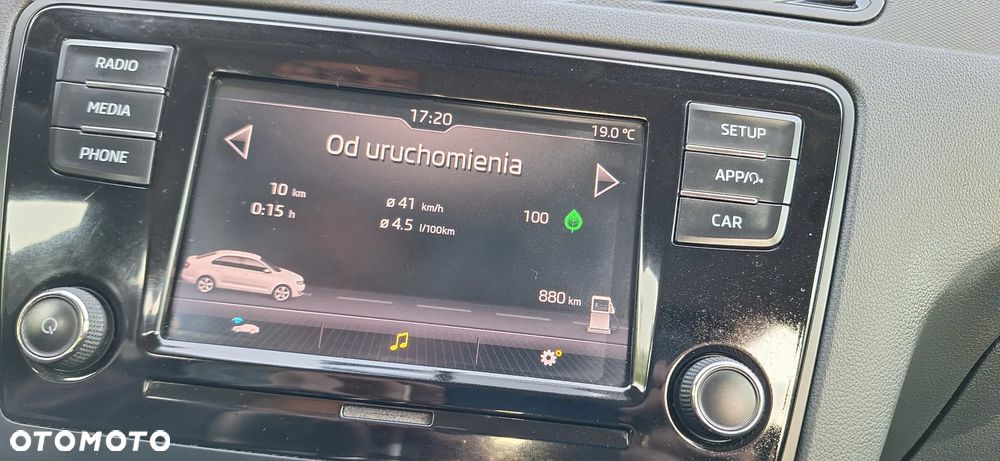 RADIO
MEDIA
PHONE
17:20
19.0 °C
Od uruchomienia
10 km
0:15 h
ø 41 km/h
ø 4.5 l/100km
100
880 km
SETUP
APP/
CAR
OTOMOTO